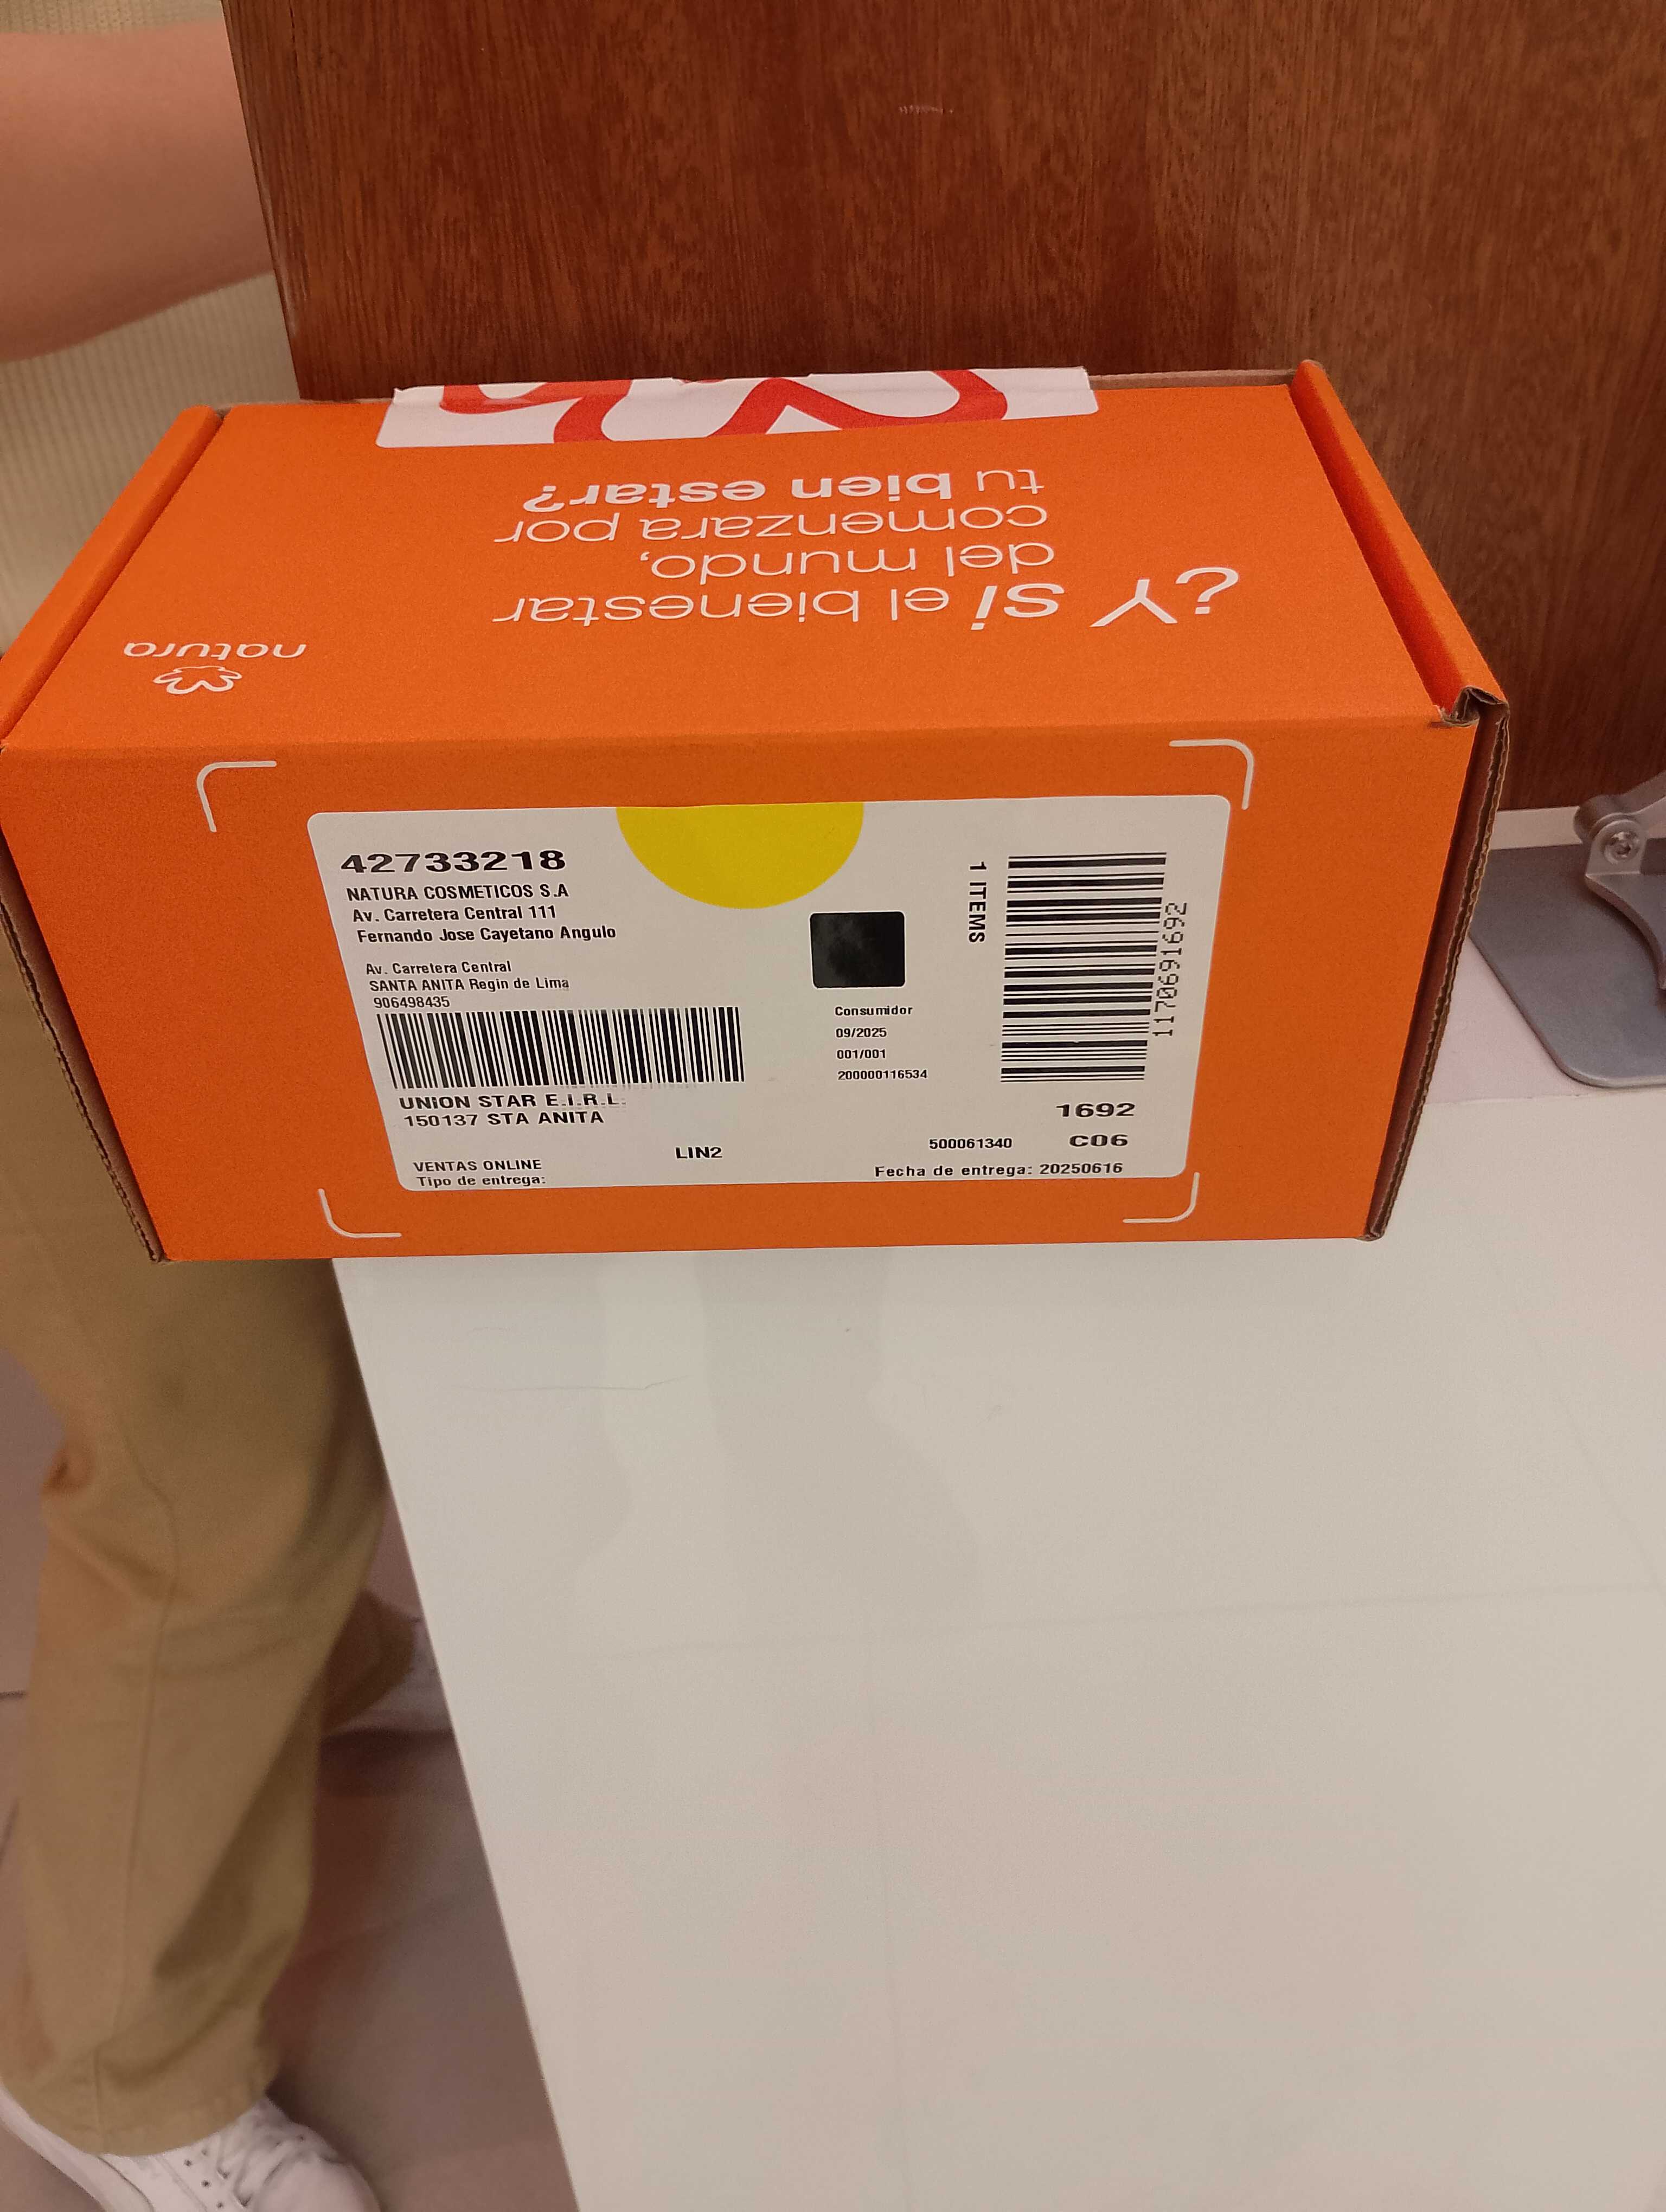 ¿Y si el bienestar
del mundo,
comenzara por
tu bien estar?
natura
42733218
NATURA COSMETICOS S.A
Av. Carretera Central 111
Fernando Jose Cayetano Angulo
Av. Carretera Central
SANTA ANITA Regin de Lima
906498435
UNiON STAR E.I.R.L.
150137 STA ANITA
LIN2
VENTAS ONLINE
Tipo de entrega:
1 ITEMS
1170691692
Consumidor
09/2025
001/001
200000116534
1692
500061340 C06
Fecha de entrega: 20250616